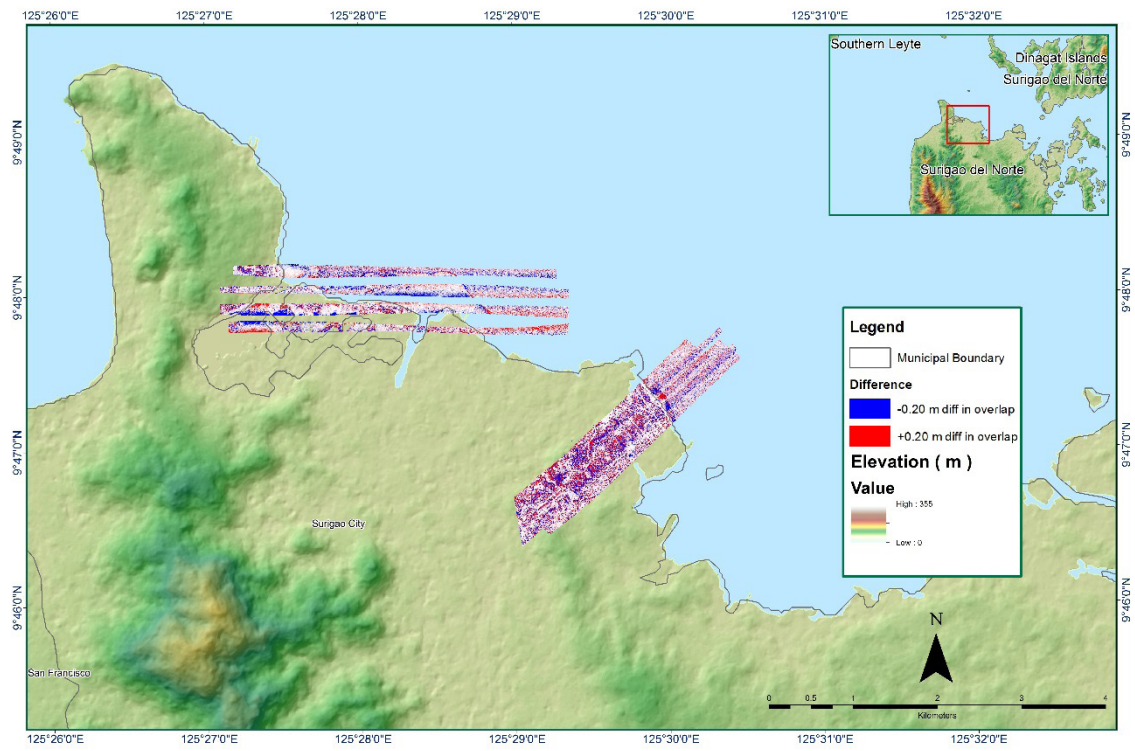 125°26'0"E 125°27'0"E 125°28'0"E 125°29'0"E 125°30'0"E 125°31'0"E 125°32'0"E
Southern Leyte
Dinagat Islands
Surigao del Norte
Surigao del Norte
9°49'0"N 9°49'0"N
9°48'0"N 9°48'0"N
Legend
Municipal Boundary
Difference
-0.20 m diff in overlap
+0.20 m diff in overlap
Elevation ( m )
Value
High : 355
Low : 0
9°47'0"N 9°47'0"N
Surigao City
9°46'0"N 9°46'0"N
San Francisco
N
0 0.5 1 2 3 4
Kilometers
125°26'0"E 125°27'0"E 125°28'0"E 125°29'0"E 125°30'0"E 125°31'0"E 125°32'0"E